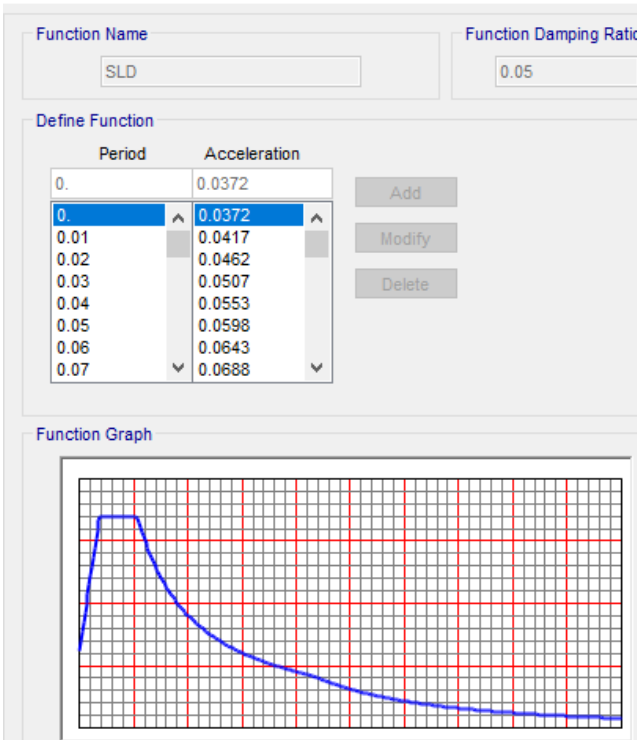 Function Name
Function Damping Ratio
SLD
0.05
Define Function
Period Acceleration
0. 0.0372
Add
0. 0.0372
0.01 0.0417
Modify
0.02 0.0462
0.03 0.0507
Delete
0.04 0.0553
0.05 0.0598
0.06 0.0643
0.07 0.0688
Function Graph